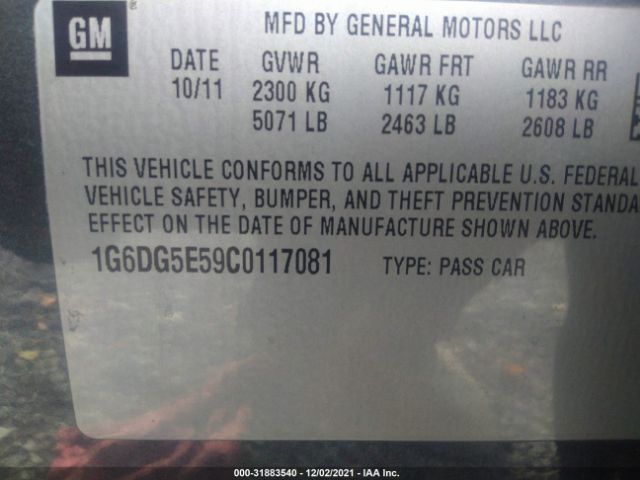 GM
MFD BY GENERAL MOTORS LLC
DATE GVWR GAWR FRT GAWR RR
10/11 2300 KG 1117 KG 1183 KG
5071 LB 2463 LB 2608 LB
THIS VEHICLE CONFORMS TO ALL APPLICABLE U.S. FEDERAL
VEHICLE SAFETY, BUMPER, AND THEFT PREVENTION STANDA
EFFECT ON THE DATE OF MANUFACTURE SHOWN ABOVE.
1G6DG5E59C0117081 TYPE: PASS CAR
000-31883540 - 12/02/2021 - IAA Inc.